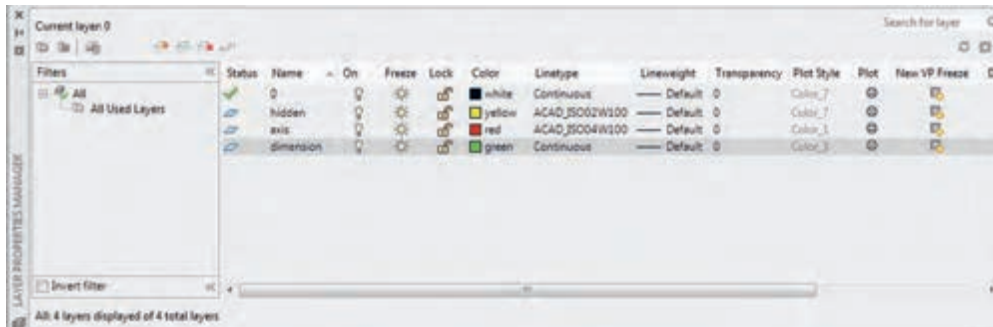 Current layer: 0
Search for layer
Filters
All
All Used Layers
Status Name On Freeze Lock Color Linetype Lineweight Transparency Plot Style Plot New VP Freeze D
0 white Continuous Default 0 Color_7
hidden yellow ACAD_ISO02W100 Default 0 Color_7
axis red ACAD_ISO04W100 Default 0 Color_1
dimension green Continuous Default 0 Color_3
Invert filter
LAYER PROPERTIES MANAGER
All: 4 layers displayed of 4 total layers